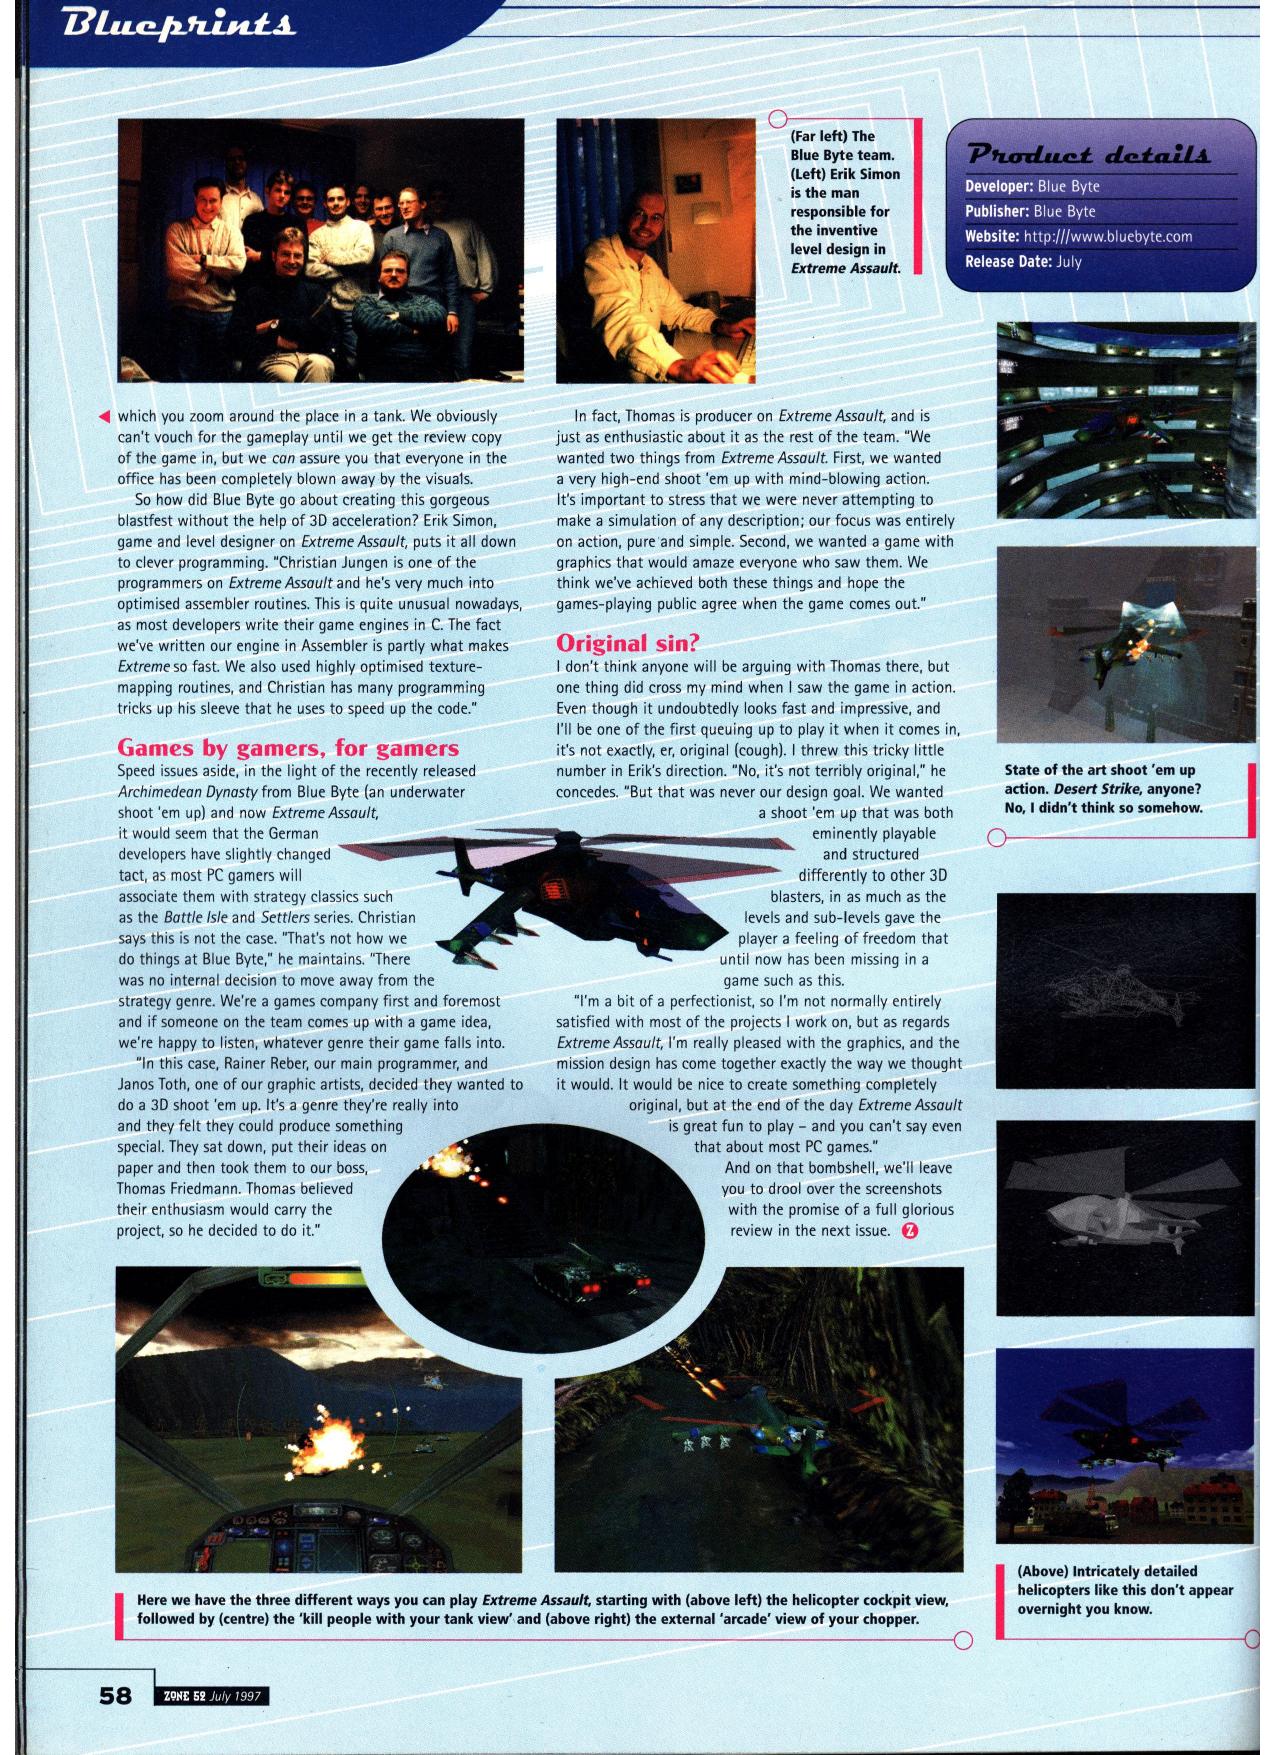 Blueprints
(Far left) The
Blue Byte team.
(Left) Erik Simon
is the man
responsible for
the inventive
level design in
Extreme Assault.
Product details
Developer: Blue Byte
Publisher: Blue Byte
Website: http:///www.bluebyte.com
Release Date: July
which you zoom around the place in a tank. We obviously
can't vouch for the gameplay until we get the review copy
of the game in, but we can assure you that everyone in the
office has been completely blown away by the visuals.
So how did Blue Byte go about creating this gorgeous
blastfest without the help of 3D acceleration? Erik Simon,
game and level designer on Extreme Assault, puts it all down
to clever programming. "Christian Jungen is one of the
programmers on Extreme Assault and he's very much into
optimised assembler routines. This is quite unusual nowadays,
as most developers write their game engines in C. The fact
we've written our engine in Assembler is partly what makes
Extreme so fast. We also used highly optimised texture-
mapping routines, and Christian has many programming
tricks up his sleeve that he uses to speed up the code."
Games by gamers, for gamers
Speed issues aside, in the light of the recently released
Archimedean Dynasty from Blue Byte (an underwater
shoot 'em up) and now Extreme Assault,
it would seem that the German
developers have slightly changed
tact, as most PC gamers will
associate them with strategy classics such
as the Battle Isle and Settlers series. Christian
says this is not the case. "That's not how we
do things at Blue Byte," he maintains. "There
was no internal decision to move away from the
strategy genre. We're a games company first and foremost
and if someone on the team comes up with a game idea,
we're happy to listen, whatever genre their game falls into.
"In this case, Rainer Reber, our main programmer, and
Janos Toth, one of our graphic artists, decided they wanted to
do a 3D shoot 'em up. It's a genre they're really into
and they felt they could produce something
special. They sat down, put their ideas on
paper and then took them to our boss,
Thomas Friedmann. Thomas believed
their enthusiasm would carry the
project, so he decided to do it."
In fact, Thomas is producer on Extreme Assault, and is
just as enthusiastic about it as the rest of the team. "We
wanted two things from Extreme Assault. First, we wanted
a very high-end shoot 'em up with mind-blowing action.
It's important to stress that we were never attempting to
make a simulation of any description; our focus was entirely
on action, pure and simple. Second, we wanted a game with
graphics that would amaze everyone who saw them. We
think we've achieved both these things and hope the
games-playing public agree when the game comes out."
Original sin?
I don't think anyone will be arguing with Thomas there, but
one thing did cross my mind when I saw the game in action.
Even though it undoubtedly looks fast and impressive, and
I'll be one of the first queuing up to play it when it comes in,
it's not exactly, er, original (cough). I threw this tricky little
number in Erik's direction. "No, it's not terribly original," he
concedes. "But that was never our design goal. We wanted
a shoot 'em up that was both
eminently playable
and structured
differently to other 3D
blasters, in as much as the
levels and sub-levels gave the
player a feeling of freedom that
until now has been missing in a
game such as this.
"I'm a bit of a perfectionist, so I'm not normally entirely
satisfied with most of the projects I work on, but as regards
Extreme Assault, I'm really pleased with the graphics, and the
mission design has come together exactly the way we thought
it would. It would be nice to create something completely
original, but at the end of the day Extreme Assault
is great fun to play – and you can't say even
that about most PC games."
And on that bombshell, we'll leave
you to drool over the screenshots
with the promise of a full glorious
review in the next issue. Z
State of the art shoot 'em up
action. Desert Strike, anyone?
No, I didn't think so somehow.
(Above) Intricately detailed
helicopters like this don't appear
overnight you know.
Here we have the three different ways you can play Extreme Assault, starting with (above left) the helicopter cockpit view,
followed by (centre) the 'kill people with your tank view' and (above right) the external 'arcade' view of your chopper.
58
ZONE 52 July 1997